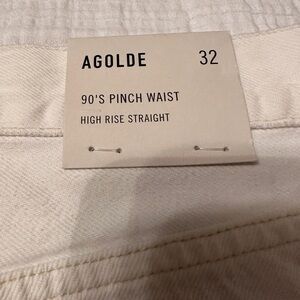 AGOLDE 32
90'S PINCH WAIST
HIGH RISE STRAIGHT